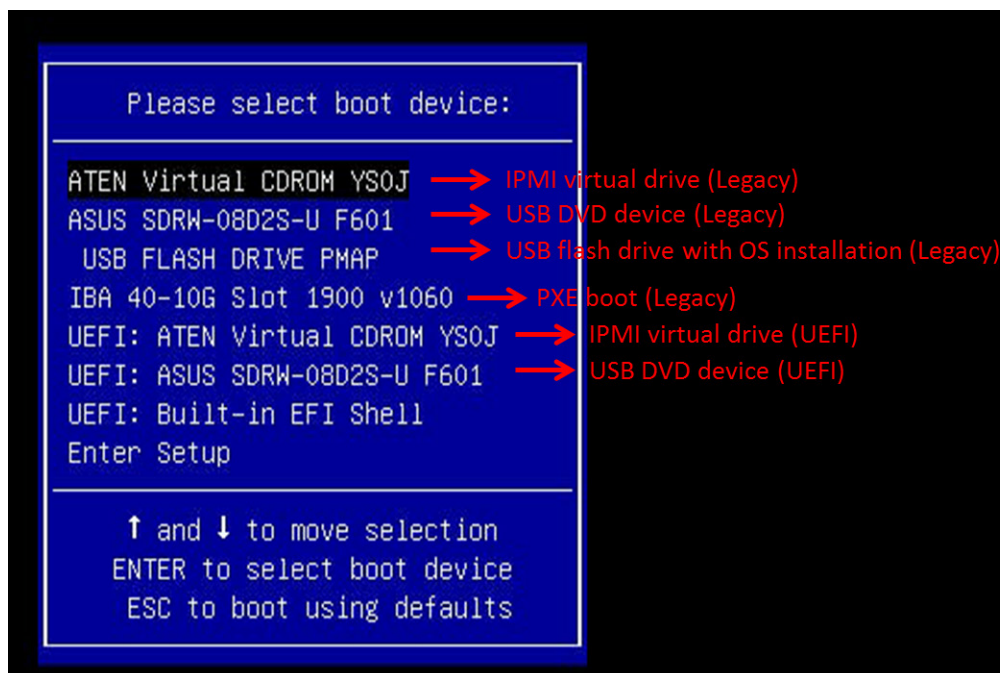 Please select boot device:
ATEN Virtual CDROM YS0J → IPMI virtual drive (Legacy)
ASUS SDRW-08D2S-U F601 → USB DVD device (Legacy)
USB FLASH DRIVE PMAP → USB flash drive with OS installation (Legacy)
IBA 40-10G Slot 1900 v1060 → PXE boot (Legacy)
UEFI: ATEN Virtual CDROM YS0J → IPMI virtual drive (UEFI)
UEFI: ASUS SDRW-08D2S-U F601 → USB DVD device (UEFI)
UEFI: Built-in EFI Shell
Enter Setup
↑ and ↓ to move selection
ENTER to select boot device
ESC to boot using defaults